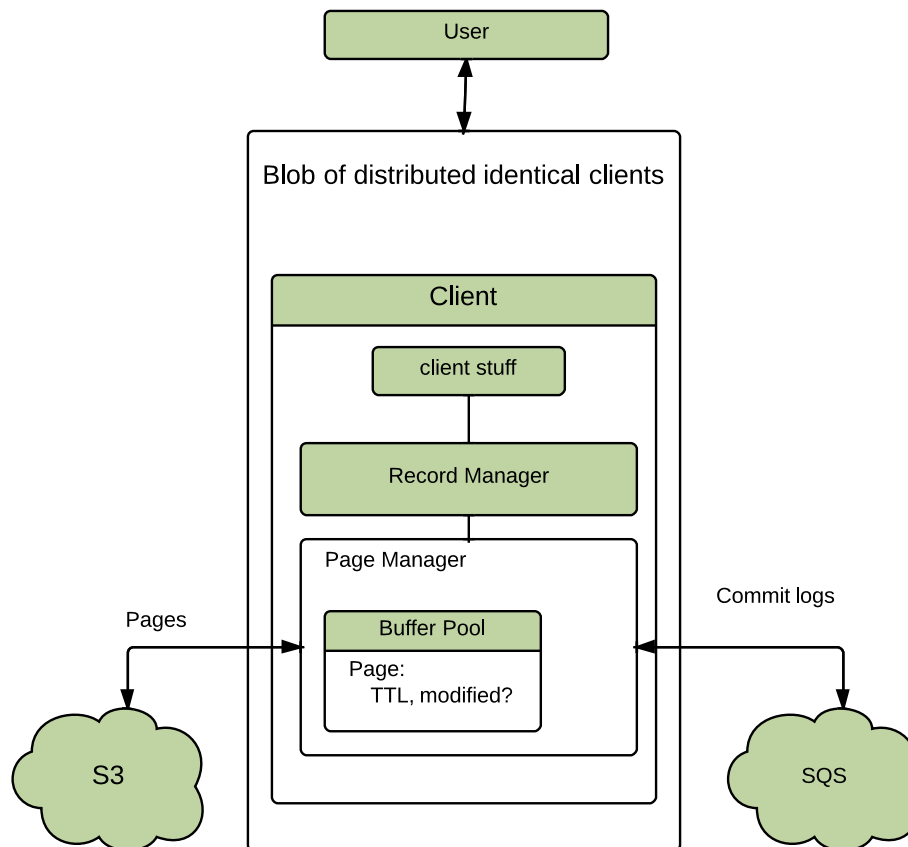 User
Blob of distributed identical clients
Client
client stuff
Record Manager
Page Manager
Buffer Pool
Page:
TTL, modified?
Pages
Commit logs
S3
SQS